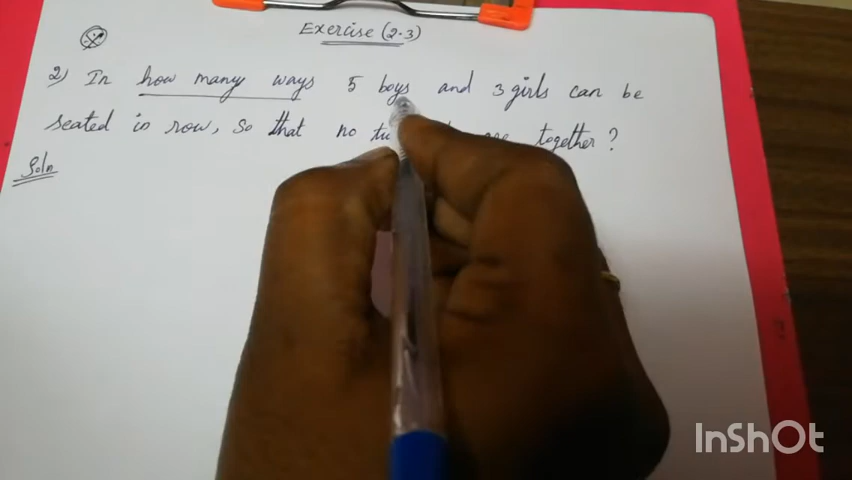 Exercise (2.3)
2) In how many ways 5 boys and 3 girls can be
seated in row, so that no together?
Soln
InShOt